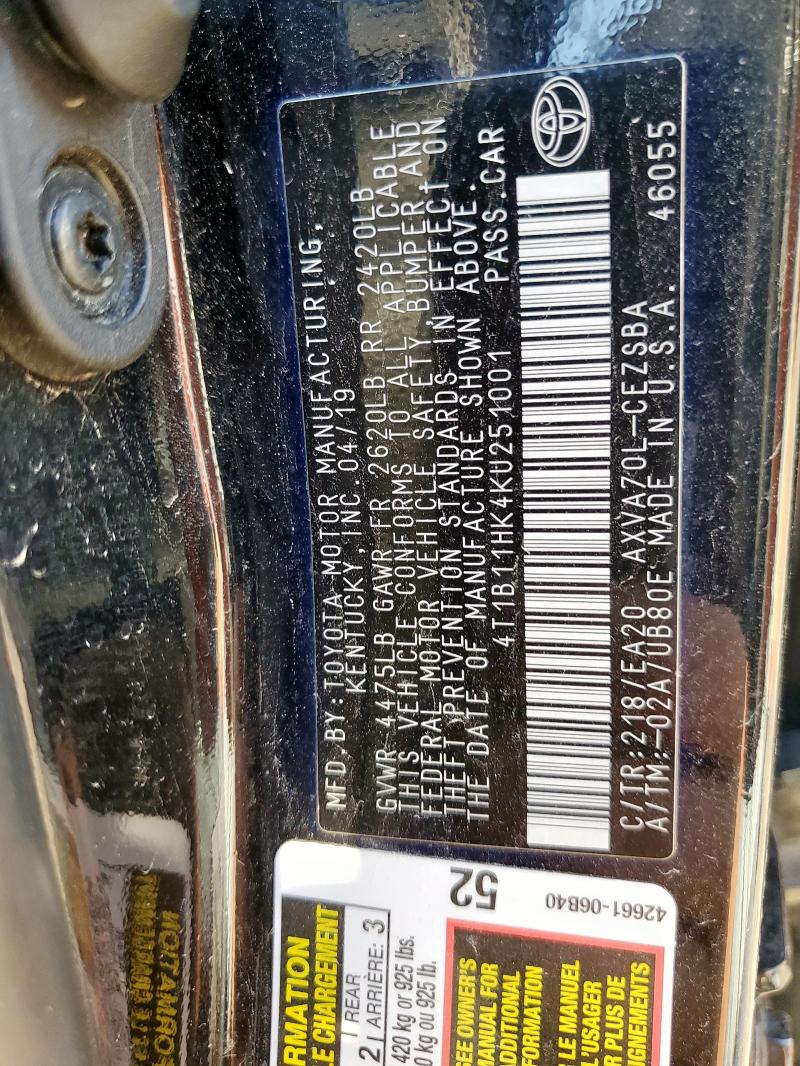 MFD.BY:TOYOTA MOTOR MANUFACTURING,
KENTUCKY,INC.04/19
GVWR 4475LB GAWR FR 2620LB RR 2420LB
THIS VEHICLE CONFORMS TO ALL APPLICABLE
FEDERAL MOTOR VEHICLE SAFETY, BUMPER AND
THEFT PREVENTION STANDARDS IN EFFECT ON
THE DATE OF MANUFACTURE SHOWN ABOVE.
4T1B11HK4KU251001 PASS.CAR
C/TR:218/EA20 AXVA70L-CEZSBA
A/TM:-02A/UB80E MADE IN U.S.A. 46055
RMATION
LE CHARGEMENT
2 | REAR
ARRIÈRE: 3
420 kg or 925 lbs.
0 kg ou 925 lb.
52
42661-06B40
SEE OWNER'S
MANUAL FOR
ADDITIONAL
FORMATION
LE MANUEL
L'USAGER
R PLUS DE
IGNEMENTS